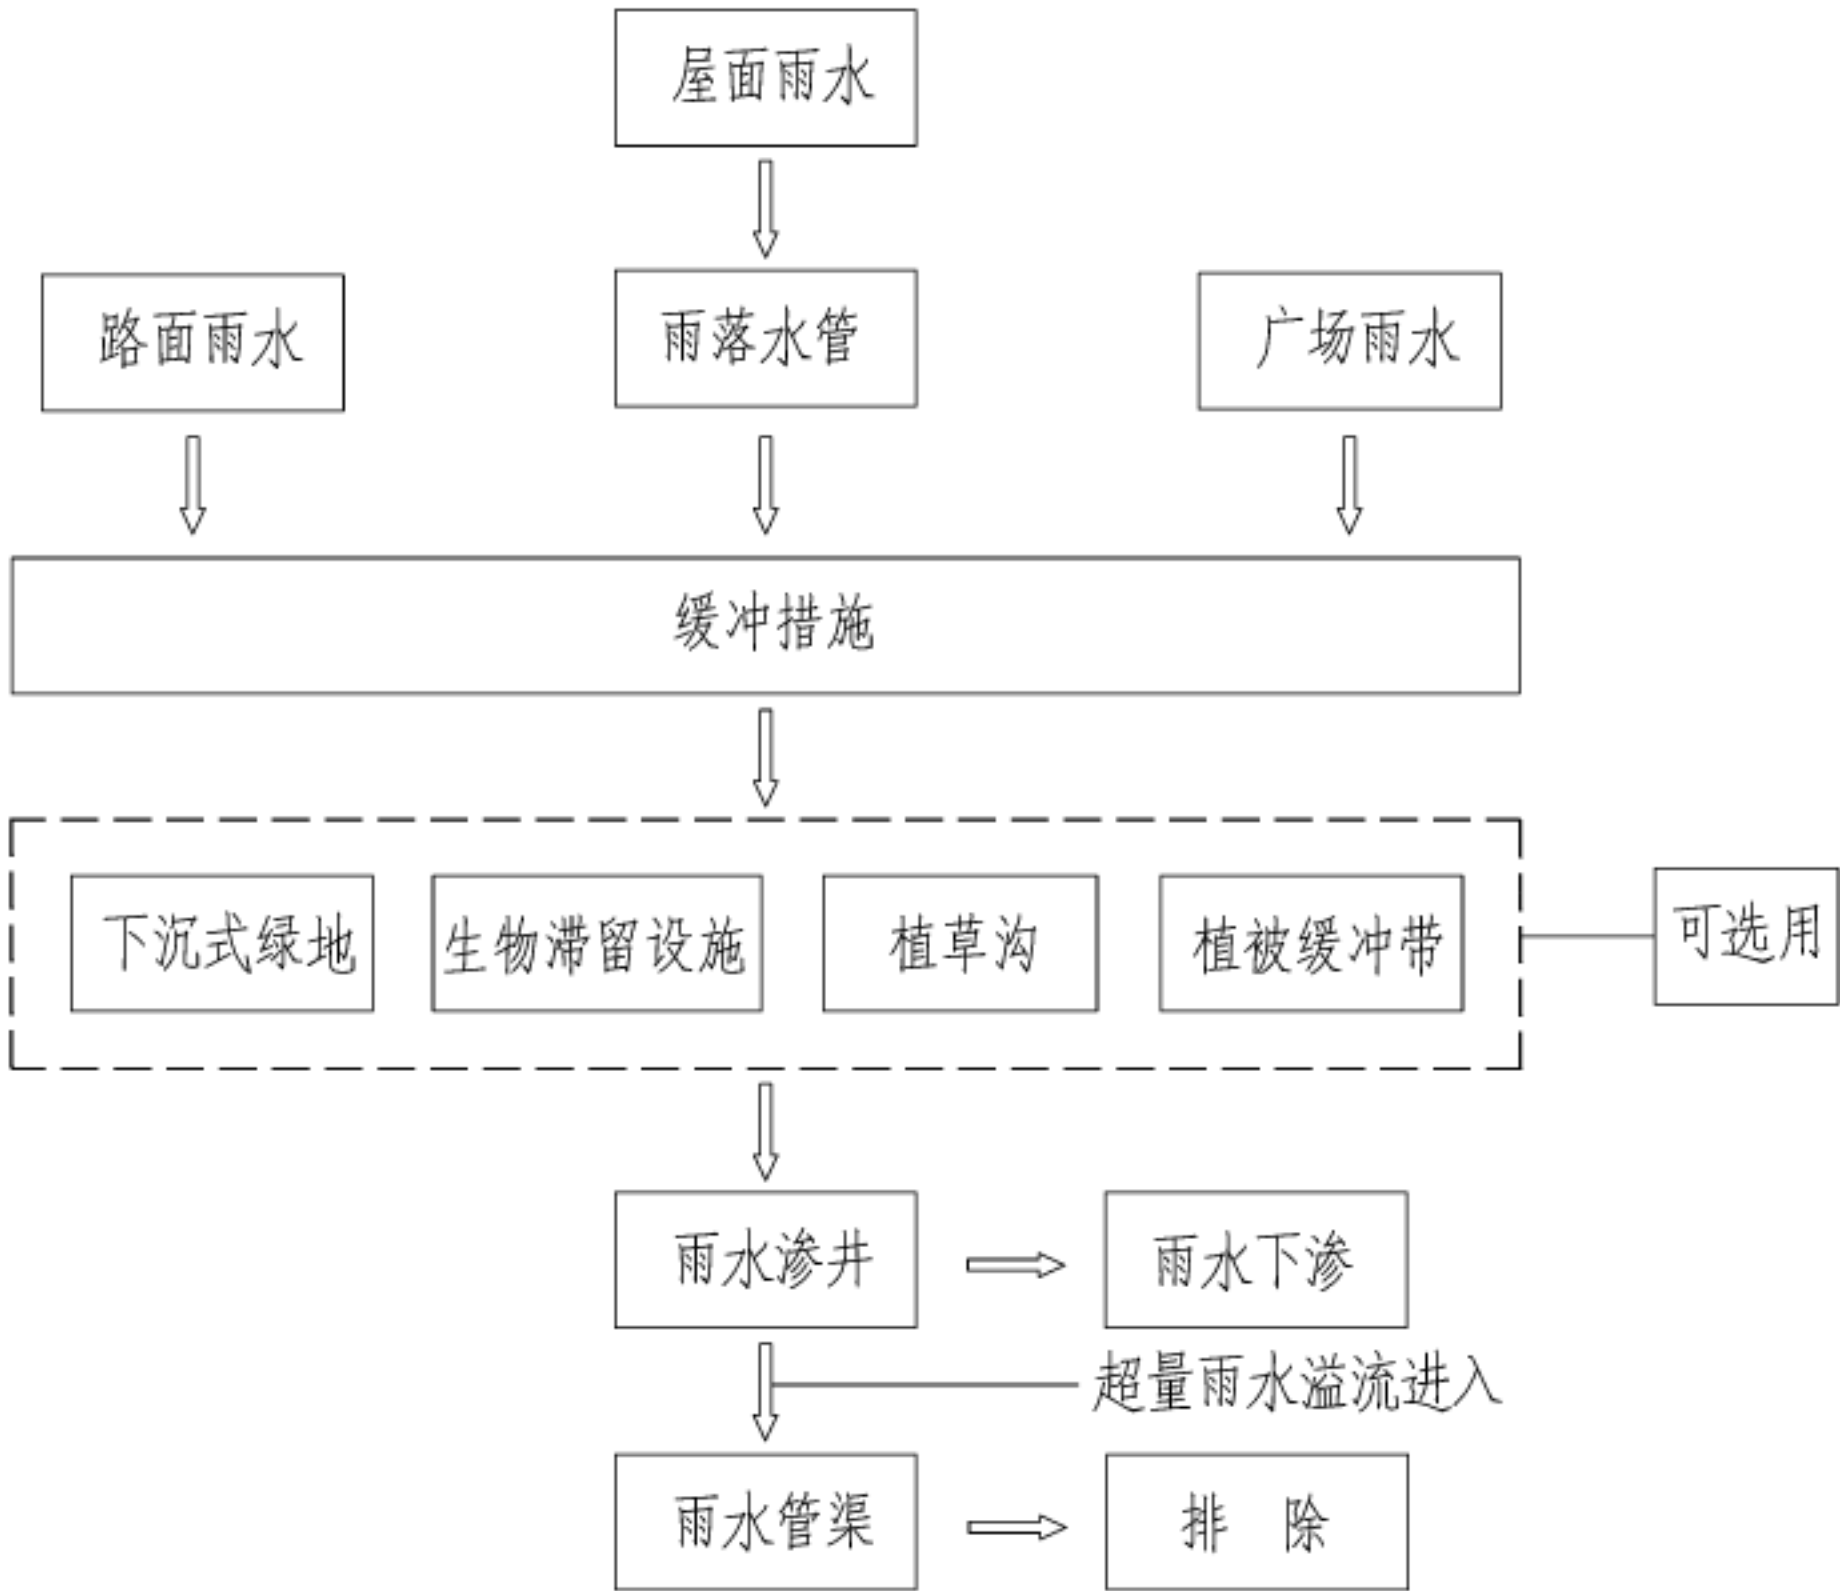 屋面雨水
路面雨水
雨落水管
广场雨水
缓冲措施
下沉式绿地
生物滞留设施
植草沟
植被缓冲带
可选用
雨水渗井
雨水下渗
超量雨水溢流进入
雨水管渠
排 除